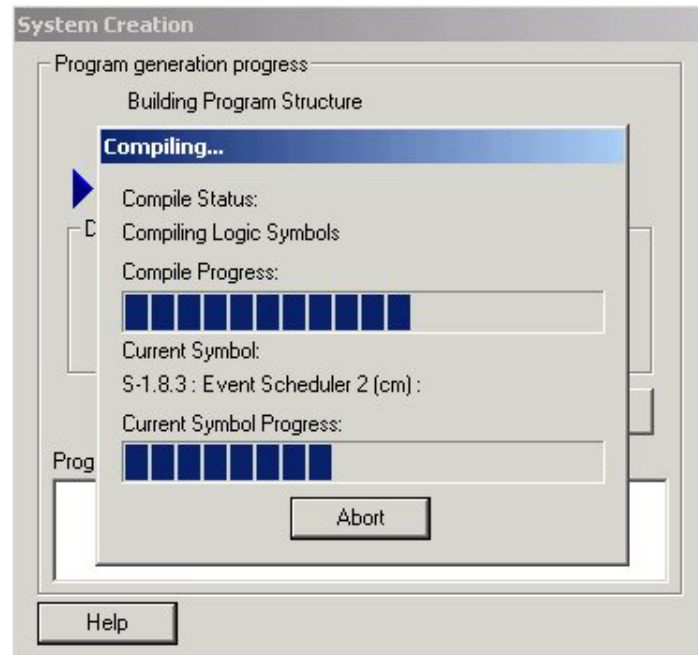 System Creation
Program generation progress
Building Program Structure
Compiling...
Compile Status:
Compiling Logic Symbols
Compile Progress:
Current Symbol:
S-1.8.3 : Event Scheduler 2 (cm) :
Current Symbol Progress:
Prog
Abort
Help